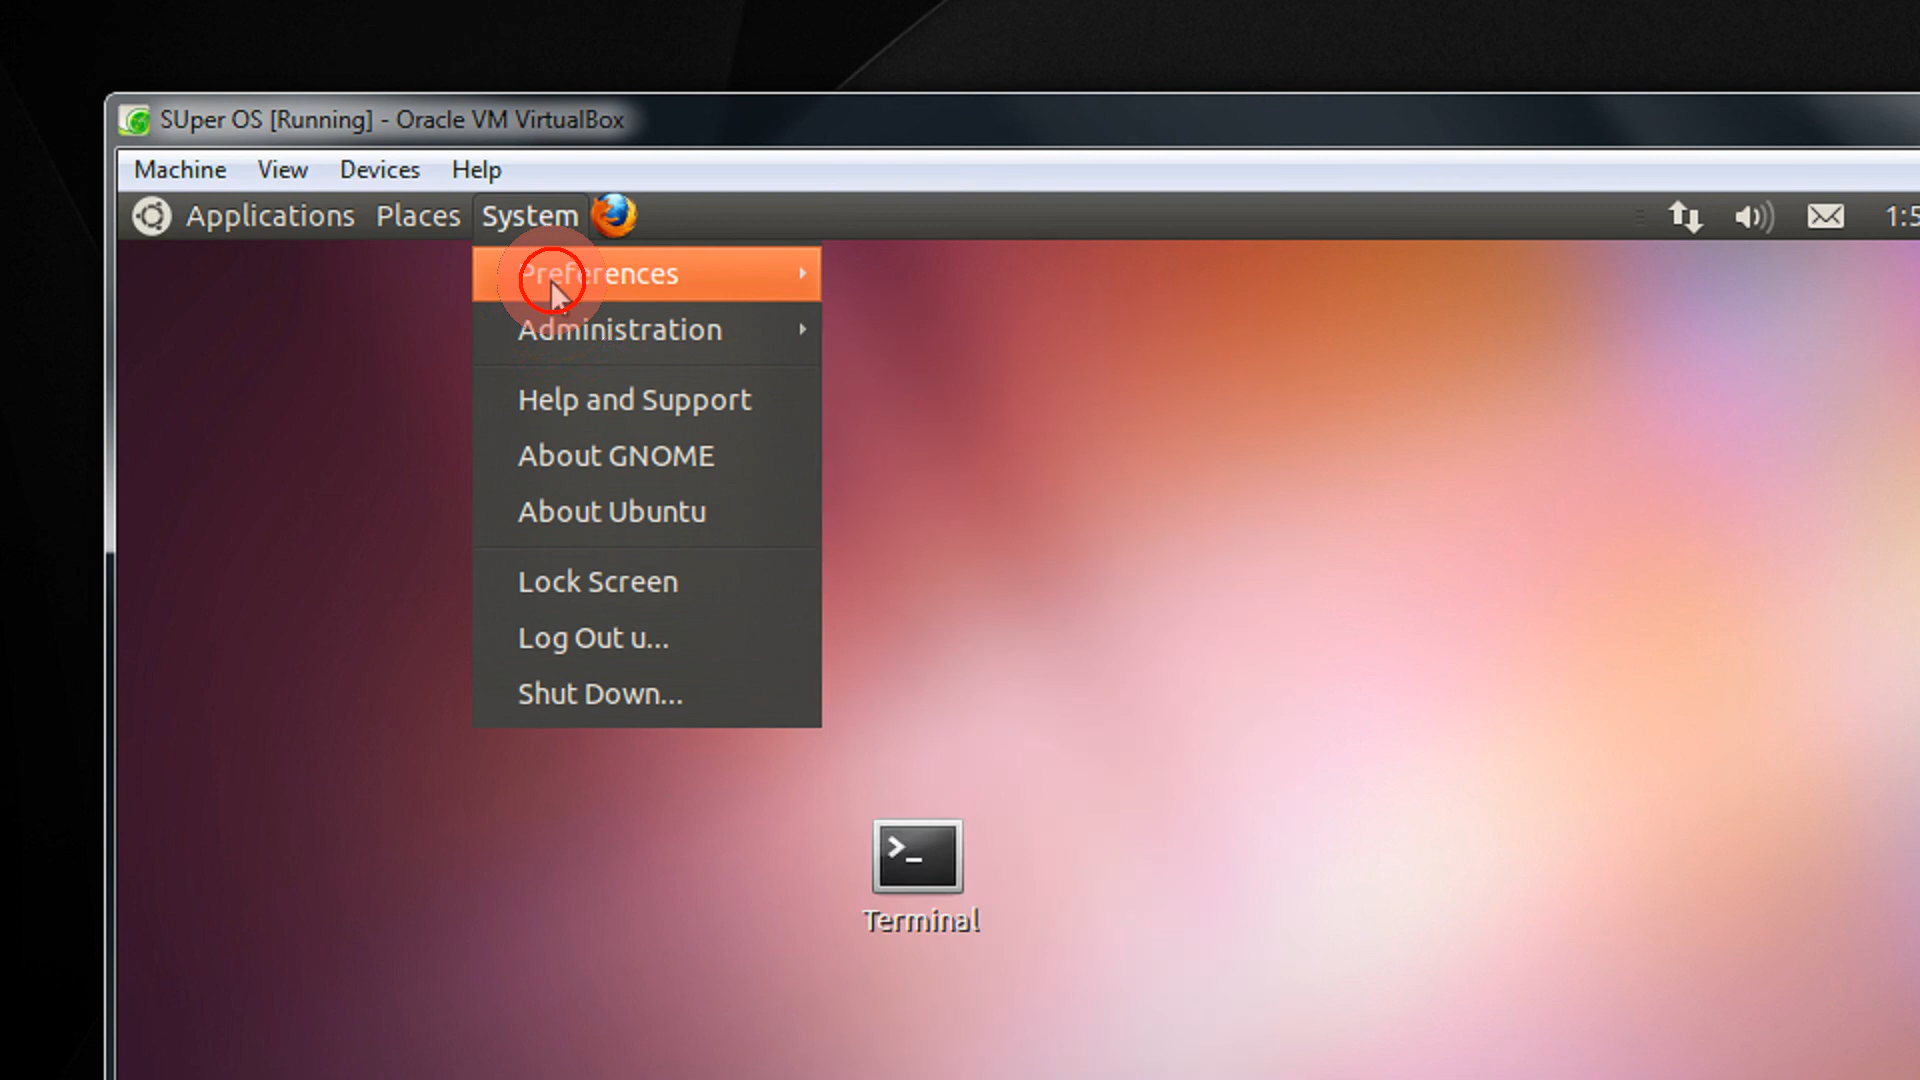 SUper OS [Running] - Oracle VM VirtualBox
Machine View Devices Help
Applications Places System 1:5
Preferences
Administration
Help and Support
About GNOME
About Ubuntu
Lock Screen
Log Out u...
Shut Down...
>_
Terminal